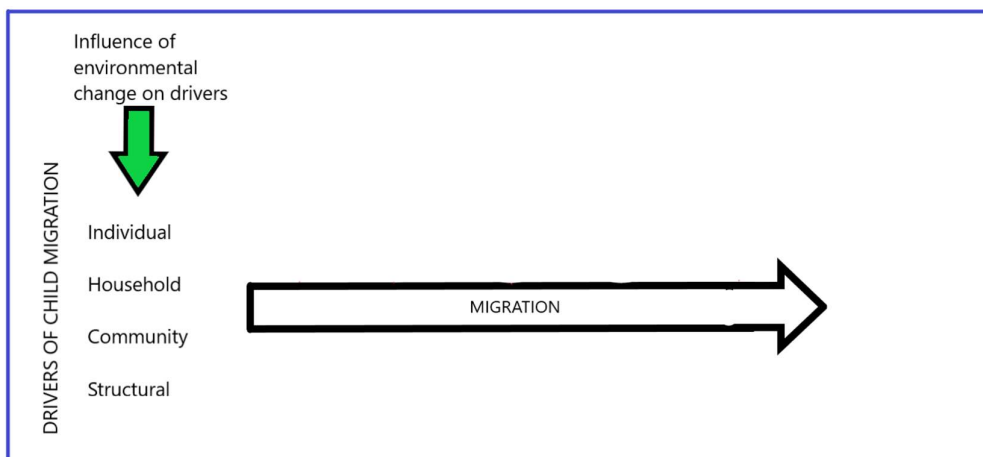 Influence of
environmental
change on drivers
DRIVERS OF CHILD MIGRATION
Individual
Household
Community
Structural
MIGRATION